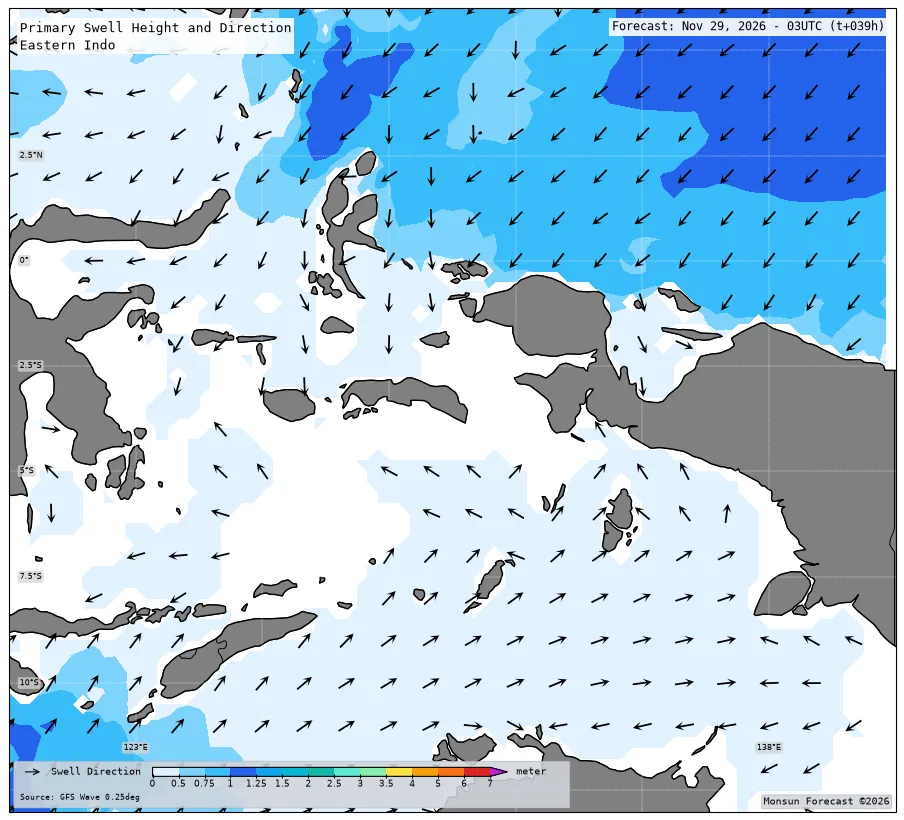 Primary Swell Height and Direction
Eastern Indo
Forecast: Nov 29, 2026 - 03UTC (t+039h)
2.5°N
0°
2.5°S
5°S
7.5°S
10°S
123°E
138°E
Swell Direction
meter
0 0.5 0.75 1 1.25 1.5 2 2.5 3 3.5 4 5 6 7
Source: GFS Wave 0.25deg
Monsun Forecast ©2026